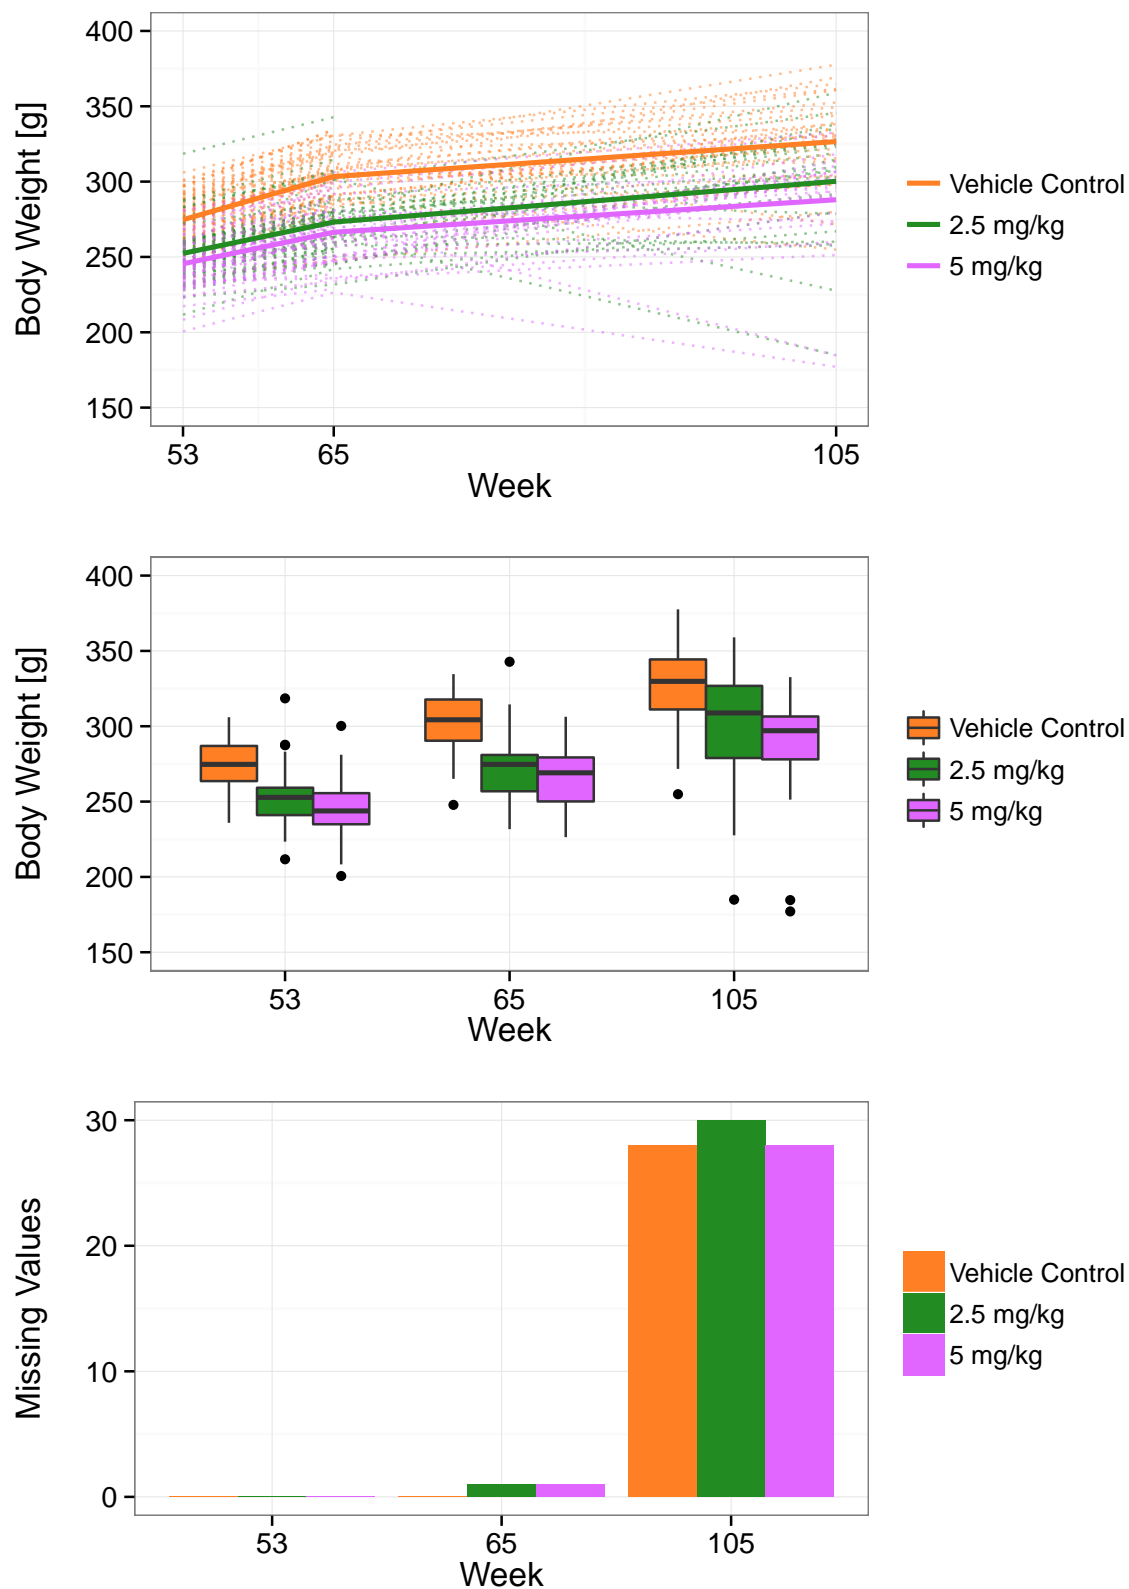 400
350
300
250
200
150
Body Weight [g]
53 65 105
Week
Vehicle Control
2.5 mg/kg
5 mg/kg
400
350
300
250
200
150
Body Weight [g]
53 65 105
Week
Vehicle Control
2.5 mg/kg
5 mg/kg
30
20
10
0
Missing Values
53 65 105
Week
Vehicle Control
2.5 mg/kg
5 mg/kg